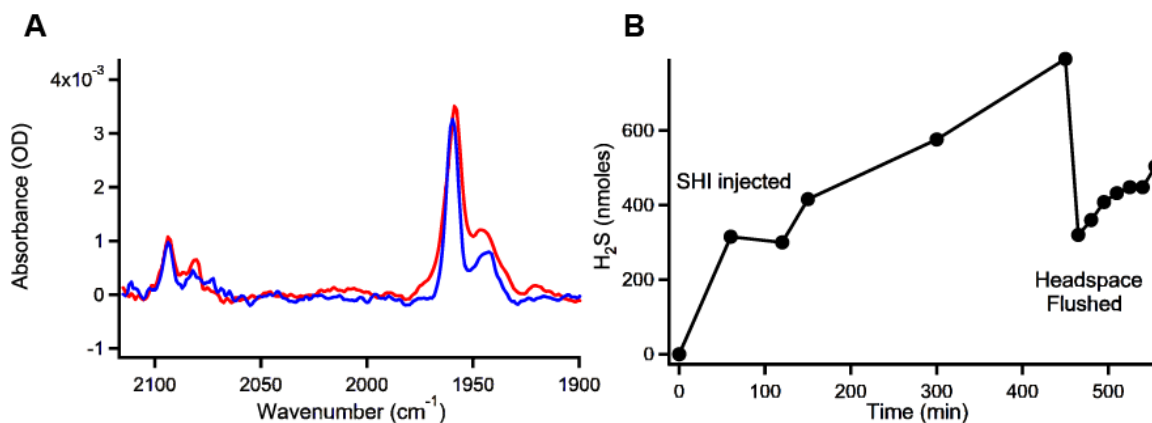 A
4x10⁻³
3
2
1
0
-1
Absorbance (OD)
2100
2050
2000
1950
1900
Wavenumber (cm⁻¹)
B
600
400
200
0
H₂S (nmoles)
SHI injected
Headspace
Flushed
0
100
200
300
400
500
Time (min)